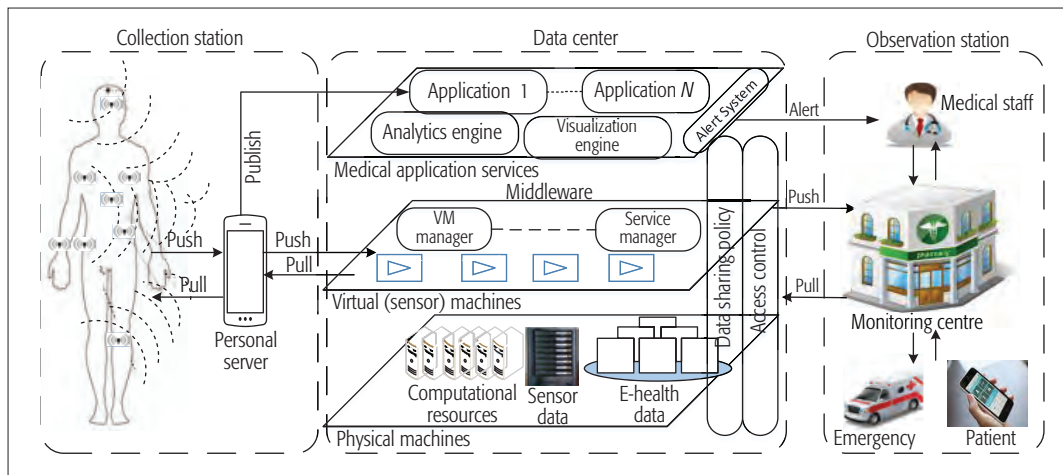 Collection station
Data center
Observation station
Application 1
Application N
Analytics engine
Visualization
engine
Alert System
Medical application services
Publish
Alert
Medical staff
Middleware
VM
manager
Service
manager
Push
Push
Push
Pull
Pull
Pull
Virtual (sensor) machines
Data sharing policy
Access control
Personal
server
pharmacy
Monitoring centre
Computational
resources
Sensor
data
E-health
data
Physical machines
Emergency
Patient